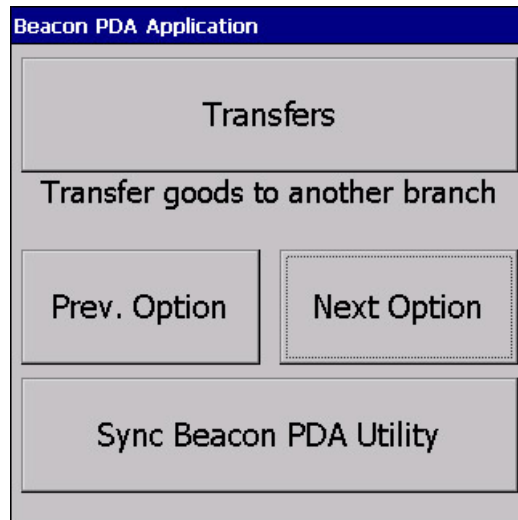 Beacon PDA Application
Transfers
Transfer goods to another branch
Prev. Option
Next Option
Sync Beacon PDA Utility